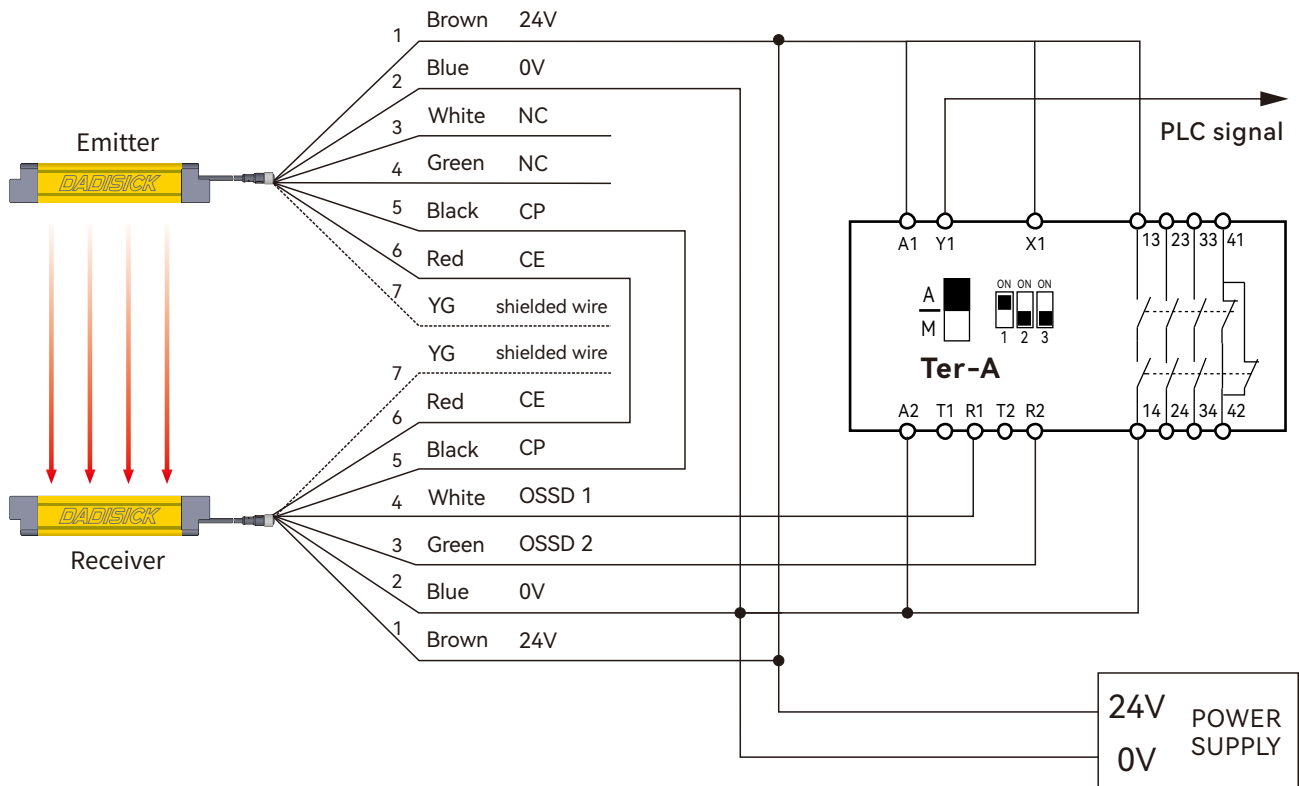 1 Brown 24V
2 Blue 0V
3 White NC
4 Green NC
5 Black CP
6 Red CE
7 YG shielded wire
Emitter
DADISICK
YG shielded wire
7
Red CE
6
Black CP
5
White OSSD 1
4
Green OSSD 2
3
Blue 0V
2
Brown 24V
1
DADISICK
Receiver
PLC signal
A1 Y1 X1 13 23 33 41
A
M
ON ON ON
1 2 3
Ter-A
A2 T1 R1 T2 R2 14 24 34 42
24V
0V
POWER
SUPPLY